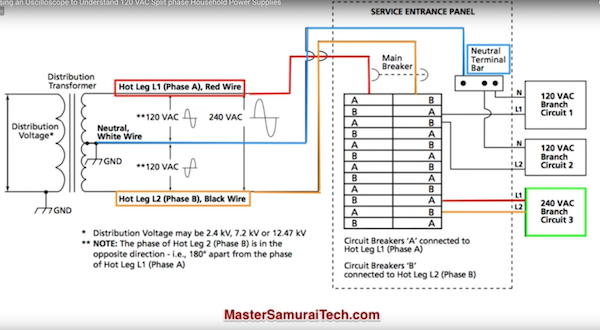 sing an Oscilloscope to Understand 120 VAC Split phase Household Power Supplies
SERVICE ENTRANCE PANEL
Distribution
Transformer
Hot Leg L1 (Phase A), Red Wire
Main
Breaker
Neutral
Terminal
Bar
Distribution
Voltage*
**120 VAC
240 VAC
Neutral,
White Wire
GND
**120 VAC
Hot Leg L2 (Phase B), Black Wire
GND
A B
A B
B A
B A
A B
A B
B A
B A
A B
A B
B A
B A
N
L1
120 VAC
Branch
Circuit 1
N
L2
120 VAC
Branch
Circuit 2
L1
L2
240 VAC
Branch
Circuit 3
* Distribution Voltage may be 2.4 kV, 7.2 kV or 12.47 kV
** NOTE: The phase of Hot Leg 2 (Phase B) is in the
opposite direction - i.e., 180° apart from the phase
of Hot Leg L1 (Phase A)
Circuit Breakers 'A' connected to
Hot Leg L1 (Phase A)
Circuit Breakers 'B'
connected to Hot Leg L2 (Phase B)
MasterSamuraiTech.com